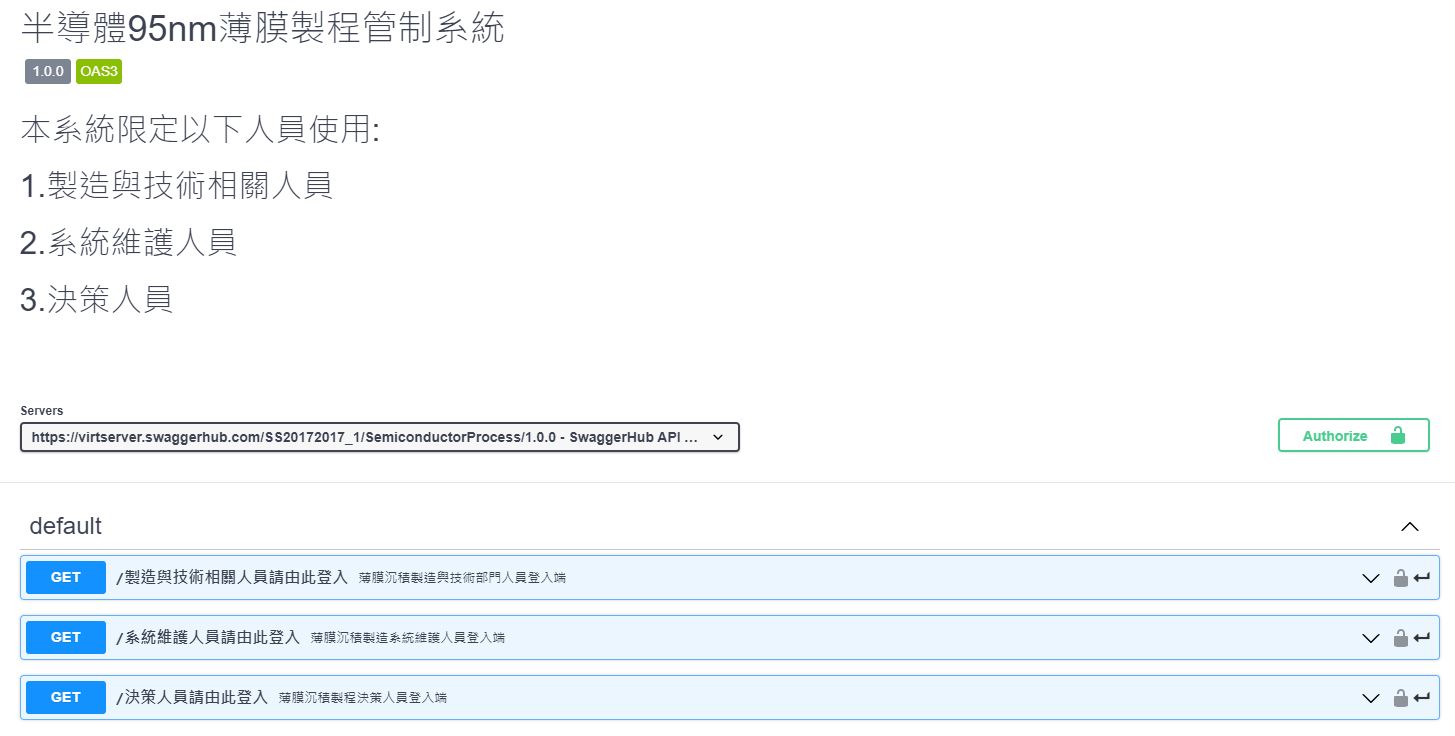 半導體95nm薄膜製程管制系統
1.0.0 OAS3
本系統限定以下人員使用:
1.製造與技術相關人員
2.系統維護人員
3.決策人員
Servers
https://virtserver.swaggerhub.com/SS20172017_1/SemiconductorProcess/1.0.0 - SwaggerHub API ...
Authorize
default
GET /製造與技術相關人員請由此登入 薄膜沉積製造與技術部門人員登入端
GET /系統維護人員請由此登入 薄膜沉積製造系統維護人員登入端
GET /決策人員請由此登入 薄膜沉積製程決策人員登入端